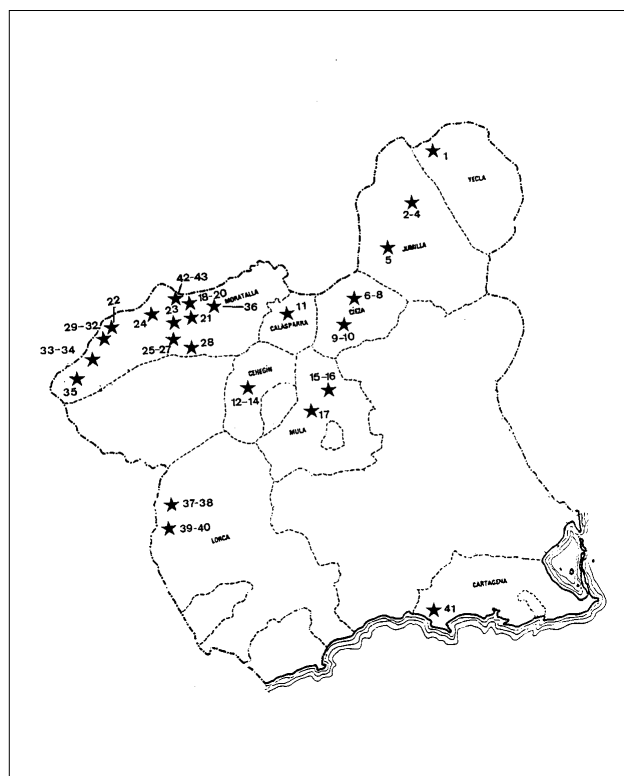 1
YECLA
2-4
JUMILLA
5
42-43
18-20
MORATALLA
36
22
23
24
21
29-32
11
CALASPARRA
6-8
CIEZA
9-10
25-27
28
33-34
35
CEHEGÍN
12-14
15-16
17
MULA
37-38
39-40
LORCA
CARTAGENA
41